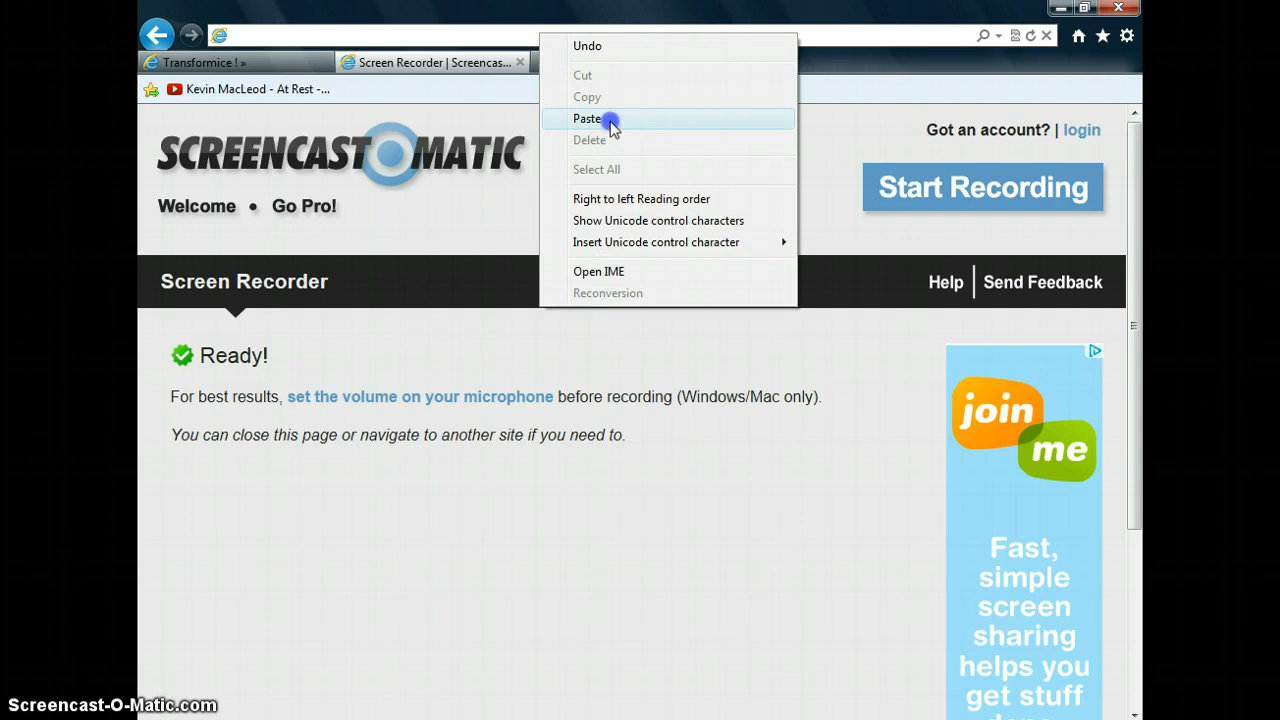 Transformice ! »
Screen Recorder | Screencas...
Kevin MacLeod - At Rest -...
Undo
Cut
Copy
Paste
Delete
Select All
Right to left Reading order
Show Unicode control characters
Insert Unicode control character
Open IME
Reconversion
SCREENCAST-O-MATIC
Got an account? | login
Start Recording
Welcome • Go Pro!
Screen Recorder
Help | Send Feedback
Ready!
For best results, set the volume on your microphone before recording (Windows/Mac only).
You can close this page or navigate to another site if you need to.
join
me
Fast,
simple
screen
sharing
helps you
get stuff
Screencast-O-Matic.com